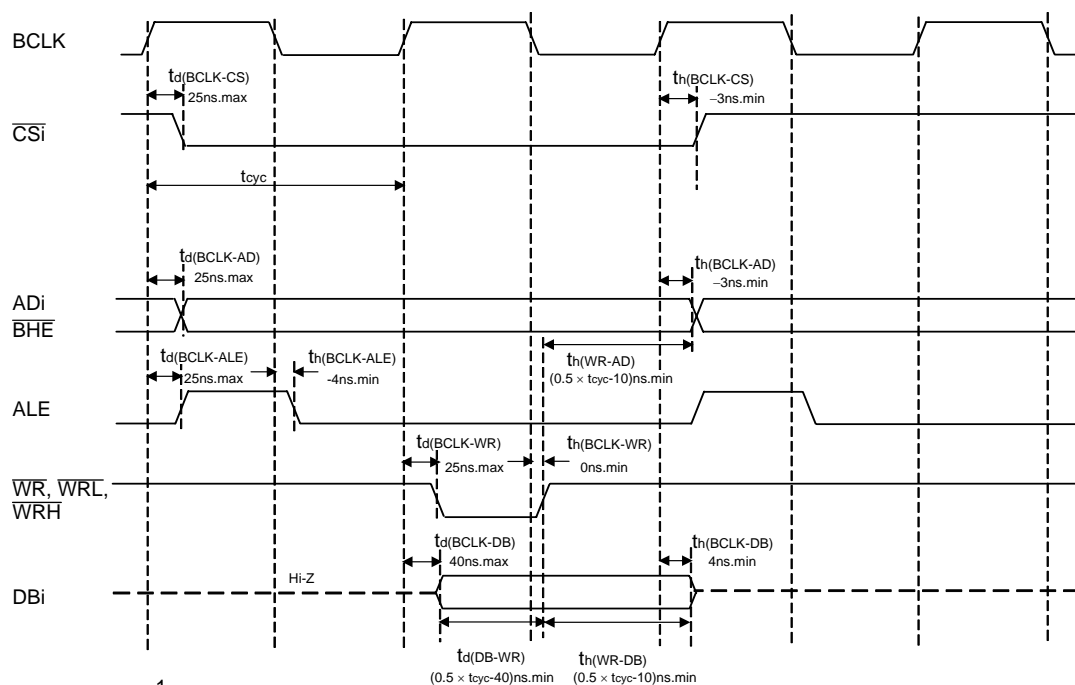 BCLK
td(BCLK-CS)
25ns.max
th(BCLK-CS)
−3ns.min
CSi
tcyc
td(BCLK-AD)
25ns.max
th(BCLK-AD)
−3ns.min
ADi
BHE
td(BCLK-ALE)
25ns.max
th(BCLK-ALE)
-4ns.min
th(WR-AD)
(0.5 × tcyc-10)ns.min
ALE
td(BCLK-WR)
25ns.max
th(BCLK-WR)
0ns.min
WR, WRL,
WRH
td(BCLK-DB)
40ns.max
th(BCLK-DB)
4ns.min
Hi-Z
DBi
td(DB-WR)
(0.5 × tcyc-40)ns.min
th(WR-DB)
(0.5 × tcyc-10)ns.min